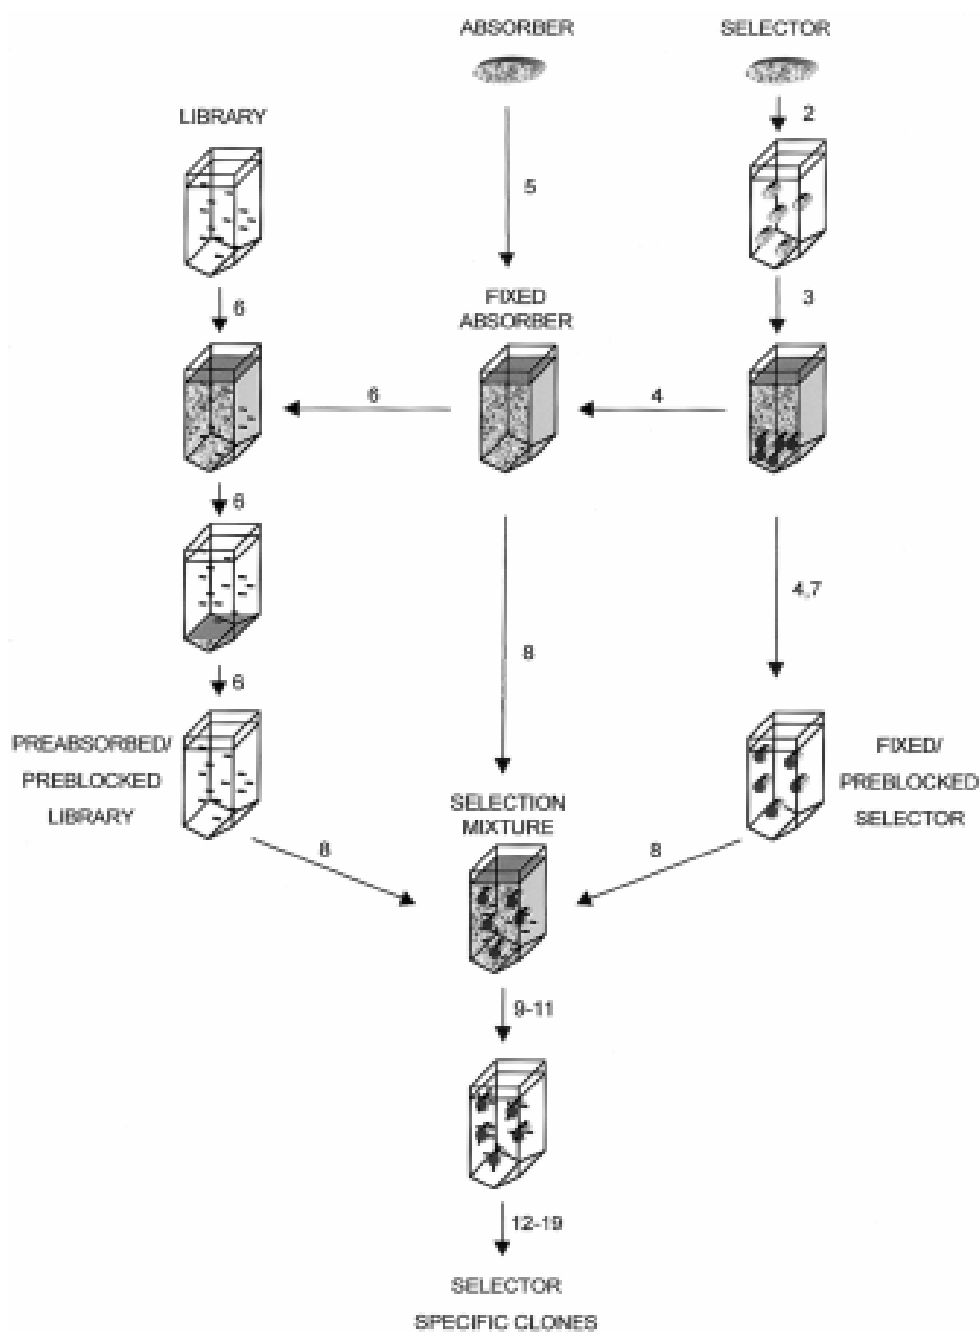 ABSORBER
SELECTOR
2
LIBRARY
5
6
FIXED
ABSORBER
3
6
4
6
4,7
8
6
PREABSORBED/
PREBLOCKED
LIBRARY
FIXED/
PREBLOCKED
SELECTOR
SELECTION
MIXTURE
8
8
9-11
12-19
SELECTOR
SPECIFIC CLONES